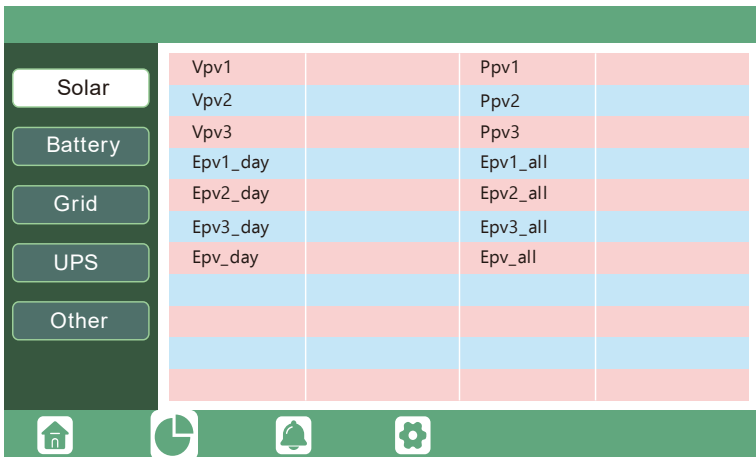 Solar
Battery
Grid
UPS
Other
Vpv1 Ppv1
Vpv2 Ppv2
Vpv3 Ppv3
Epv1_day Epv1_all
Epv2_day Epv2_all
Epv3_day Epv3_all
Epv_day Epv_all